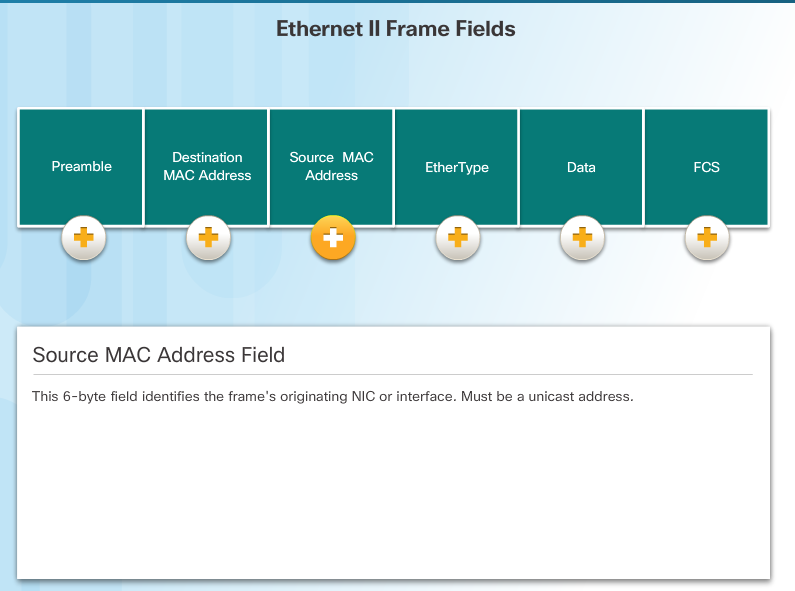 Ethernet II Frame Fields
Preamble
Destination
MAC Address
Source MAC
Address
EtherType
Data
FCS
Source MAC Address Field
This 6-byte field identifies the frame's originating NIC or interface. Must be a unicast address.